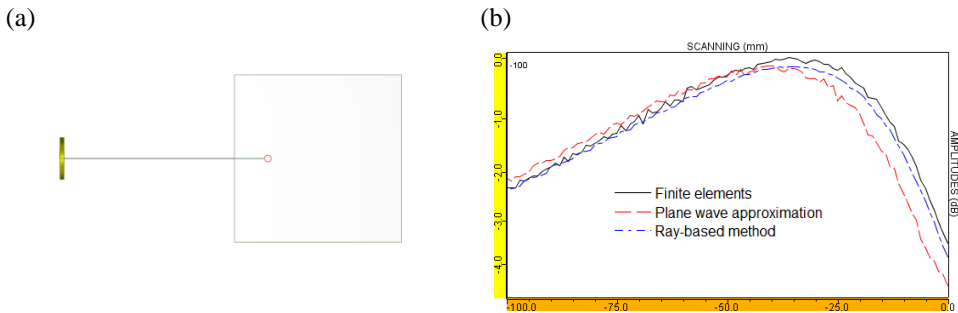 (a)
(b)
SCANNING (mm)
-100
0.0
-1.0
-2.0
-3.0
-4.0
AMPLITUDES (dB)
Finite elements
Plane wave approximation
Ray-based method
-100.0 -75.0 -50.0 -25.0 0.0